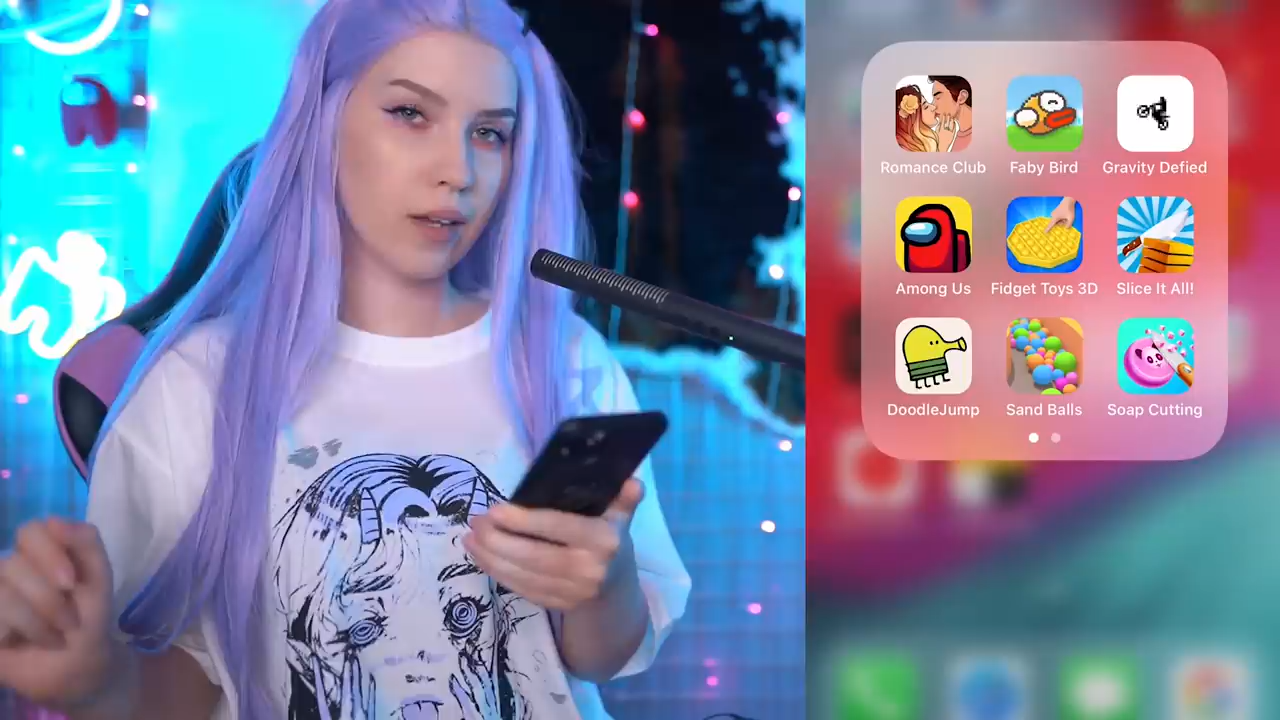 Romance Club
Faby Bird
Gravity Defied
Among Us
Fidget Toys 3D
Slice It All!
DoodleJump
Sand Balls
Soap Cutting